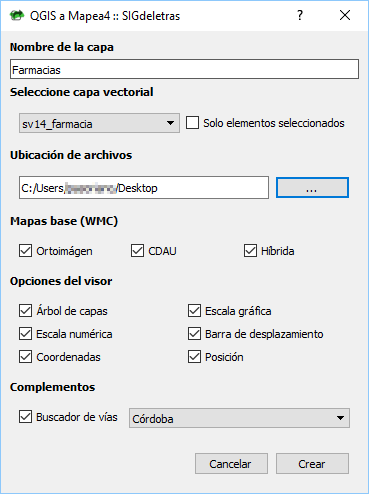 QGIS a Mapea4 :: SIGdeletras
Nombre de la capa
Farmacias
Seleccione capa vectorial
sv14_farmacia
Solo elementos seleccionados
Ubicación de archivos
C:/Users/ /Desktop
...
Mapas base (WMC)
Ortoimágen CDAU Híbrida
Opciones del visor
Árbol de capas Escala gráfica
Escala numérica Barra de desplazamiento
Coordenadas Posición
Complementos
Buscador de vías Córdoba
Cancelar Crear